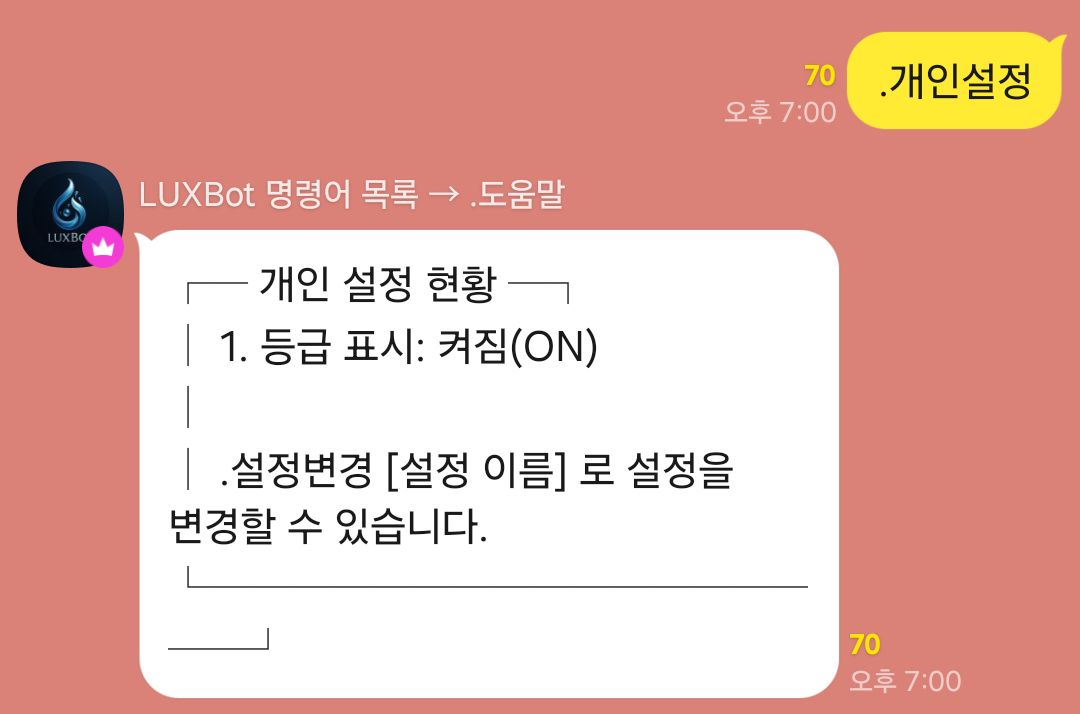 .개인설정
70
오후 7:00
LUXBot 명령어 목록 → .도움말
LUXBo
┌── 개인 설정 현황 ──┐
│ 1. 등급 표시: 켜짐(ON)
│
│ .설정변경 [설정 이름] 로 설정을
변경할 수 있습니다.
70
오후 7:00